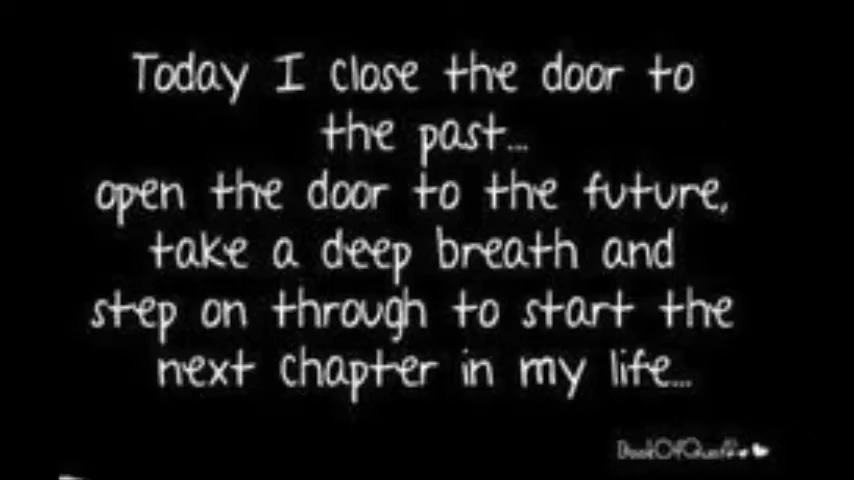 Today I close the door to
the past...
open the door to the future,
take a deep breath and
step on through to start the
next chapter in my life...